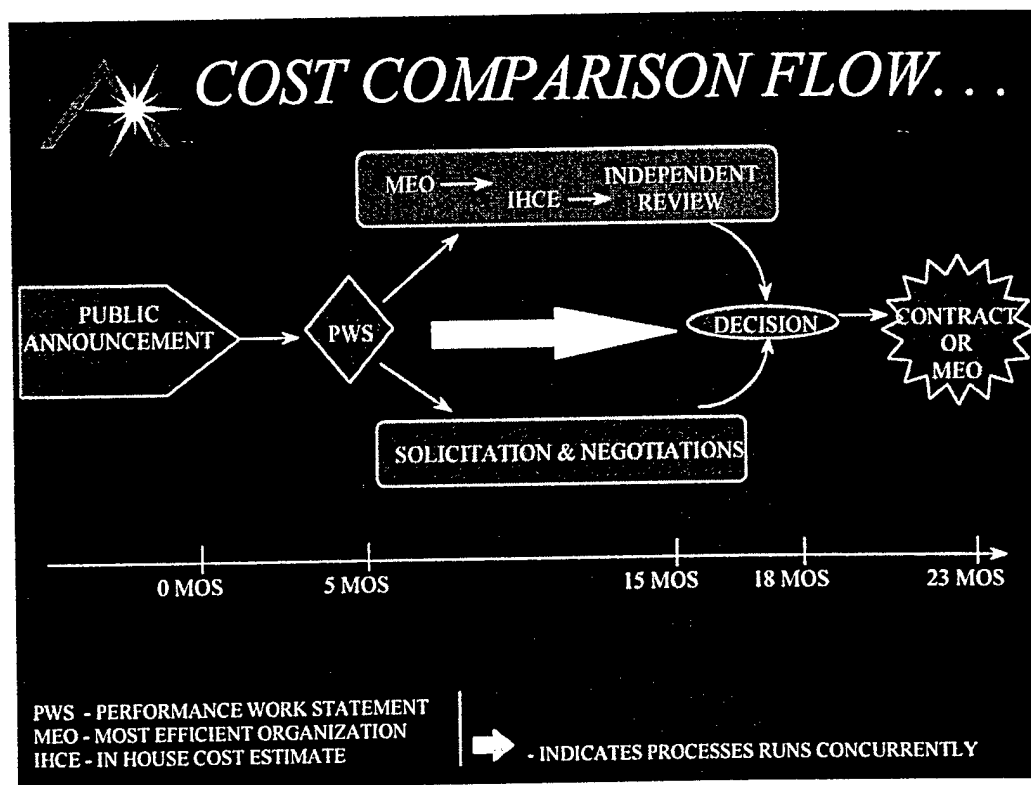 COST COMPARISON FLOW. . .
MEO
IHCE
INDEPENDENT
REVIEW
PUBLIC
ANNOUNCEMENT
PWS
DECISION
CONTRACT
OR
MEO
SOLICITATION & NEGOTIATIONS
0 MOS
5 MOS
15 MOS
18 MOS
23 MOS
PWS - PERFORMANCE WORK STATEMENT
MEO - MOST EFFICIENT ORGANIZATION
IHCE - IN HOUSE COST ESTIMATE
- INDICATES PROCESSES RUNS CONCURRENTLY